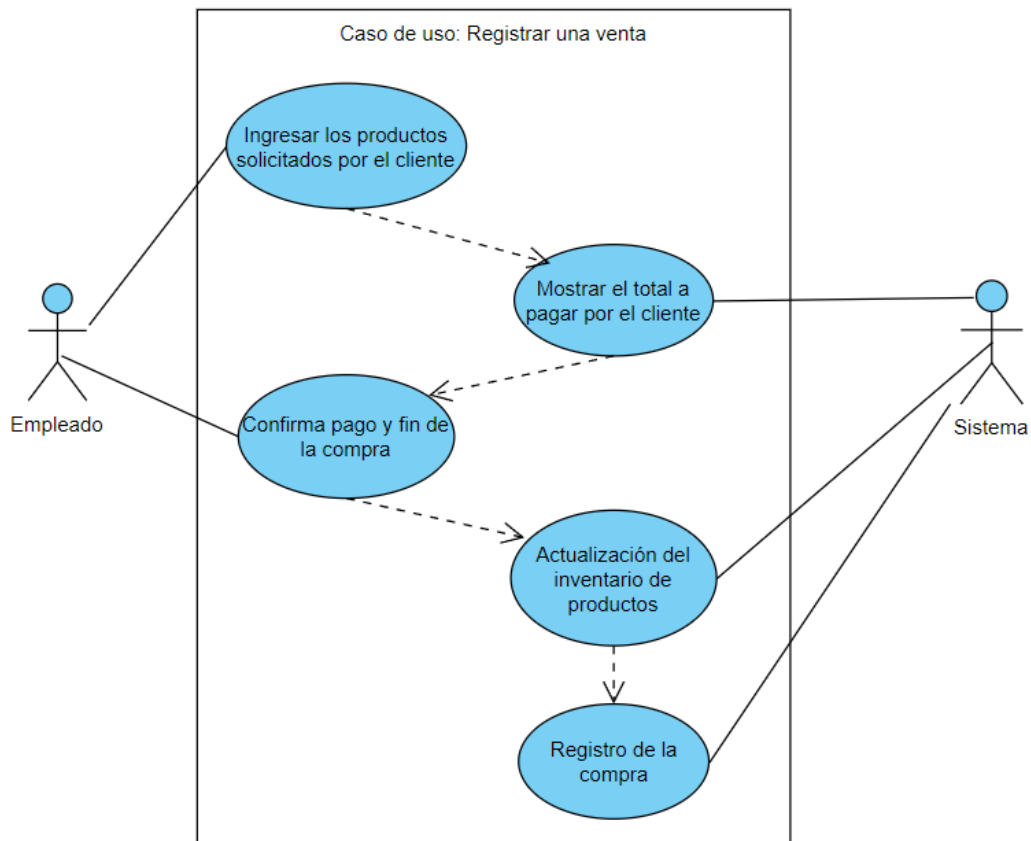 Caso de uso: Registrar una venta
Ingresar los productos
solicitados por el cliente
Mostrar el total a
pagar por el cliente
Empleado
Sistema
Confirma pago y fin de
la compra
Actualización del
inventario de
productos
Registro de la
compra